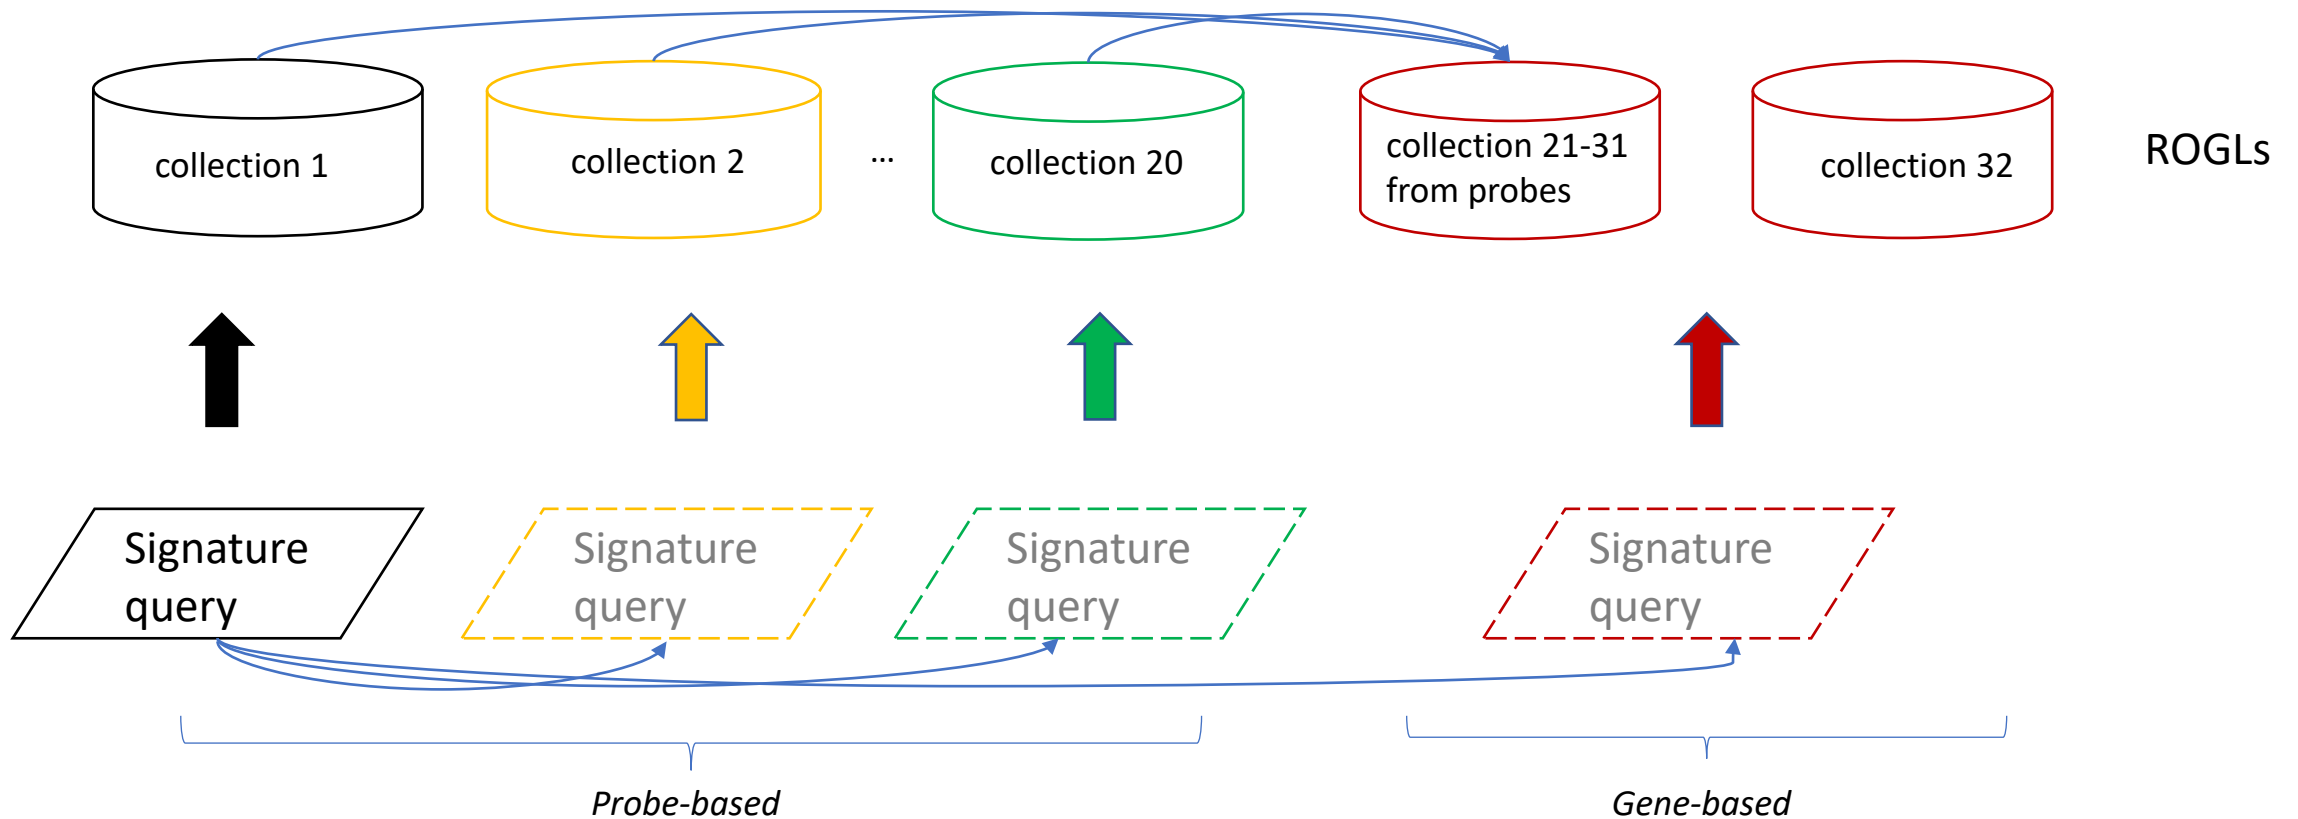 collection 1
collection 2
...
collection 20
collection 21-31
from probes
collection 32
ROGLs
Signature
query
Signature
query
Signature
query
Signature
query
Probe-based
Gene-based